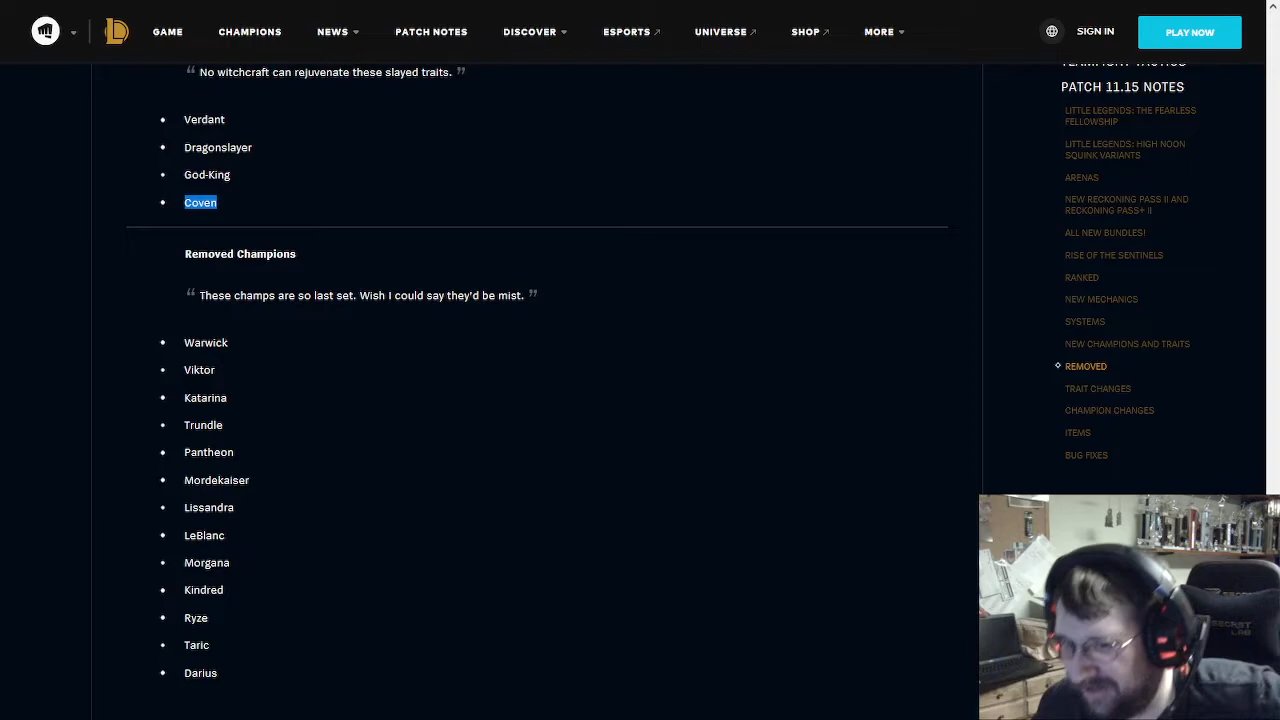 GAME CHAMPIONS NEWS PATCH NOTES DISCOVER ESPORTS UNIVERSE SHOP MORE SIGN IN PLAY NOW
“ No witchcraft can rejuvenate these slayed traits. ”
Verdant
Dragonslayer
God-King
Coven
Removed Champions
“ These champs are so last set. Wish I could say they'd be mist. ”
Warwick
Viktor
Katarina
Trundle
Pantheon
Mordekaiser
Lissandra
LeBlanc
Morgana
Kindred
Ryze
Taric
Darius
TEAMFIGHT TACTICS
PATCH 11.15 NOTES
LITTLE LEGENDS: THE FEARLESS
FELLOWSHIP
LITTLE LEGENDS: HIGH NOON
SQUINK VARIANTS
ARENAS
NEW RECKONING PASS II AND
RECKONING PASS+ II
ALL NEW BUNDLES!
RISE OF THE SENTINELS
RANKED
NEW MECHANICS
SYSTEMS
NEW CHAMPIONS AND TRAITS
REMOVED
TRAIT CHANGES
CHAMPION CHANGES
ITEMS
BUG FIXES
SECRET
LAB